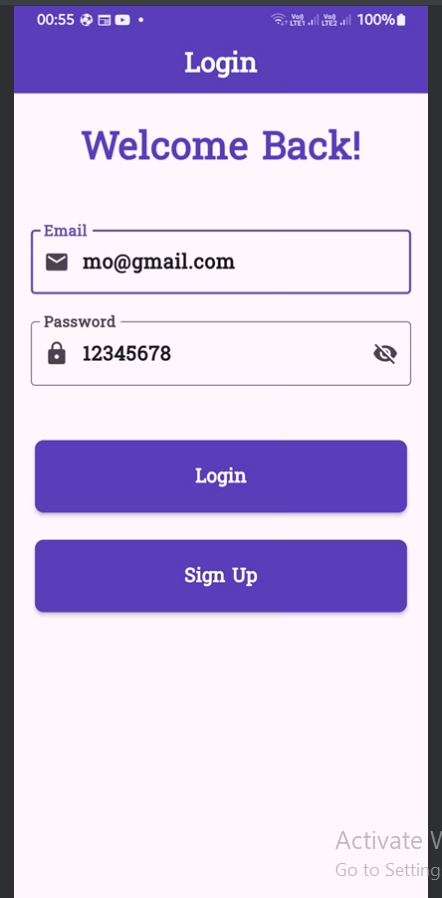 00:55 Vo)) LTE1 Vo)) LTE2 100%
Login
Welcome Back!
Email
mo@gmail.com
Password
12345678
Login
Sign Up
Activate W
Go to Setting